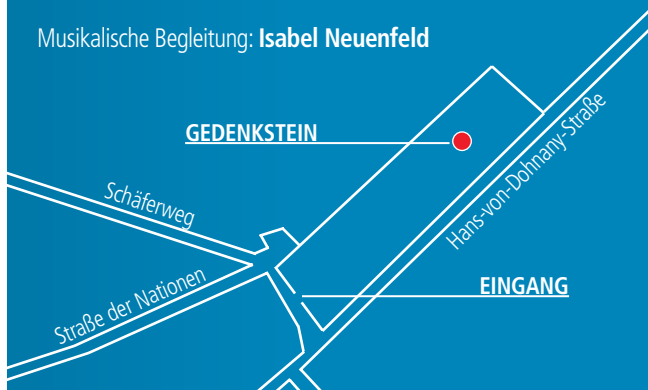 Musikalische Begleitung: Isabel Neuenfeld
GEDENKSTEIN
Hans-von-Dohnany-Straße
Schäferweg
Straße der Nationen
EINGANG